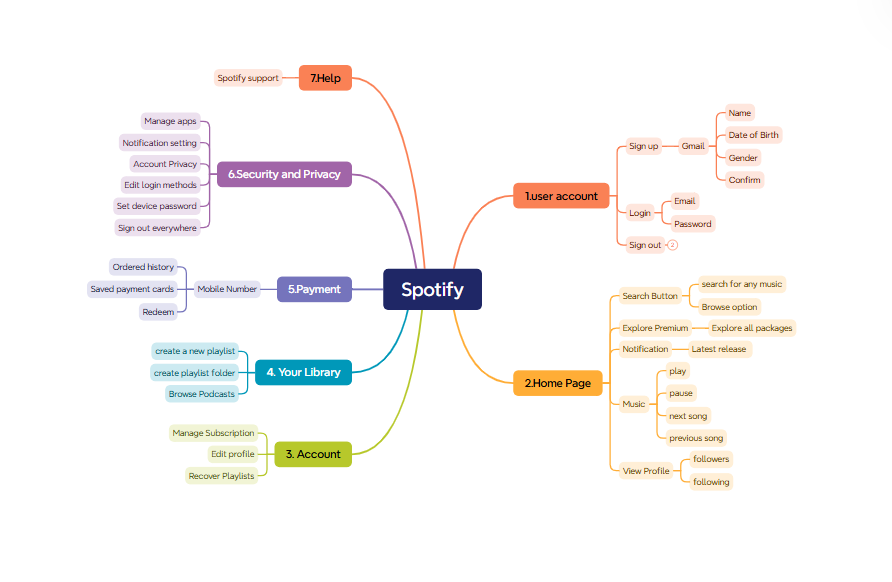 Spotify
1.user account
Sign up
Gmail
Name
Date of Birth
Gender
Confirm
Login
Email
Password
Sign out
2
2.Home Page
Search Button
search for any music
Browse option
Explore Premium
Explore all packages
Notification
Latest release
Music
play
pause
next song
previous song
View Profile
followers
following
3. Account
Manage Subscription
Edit profile
Recover Playlists
4. Your Library
create a new playlist
create playlist folder
Browse Podcasts
5.Payment
Mobile Number
Ordered history
Saved payment cards
Redeem
6.Security and Privacy
Manage apps
Notification setting
Account Privacy
Edit login methods
Set device password
Sign out everywhere
7.Help
Spotify support